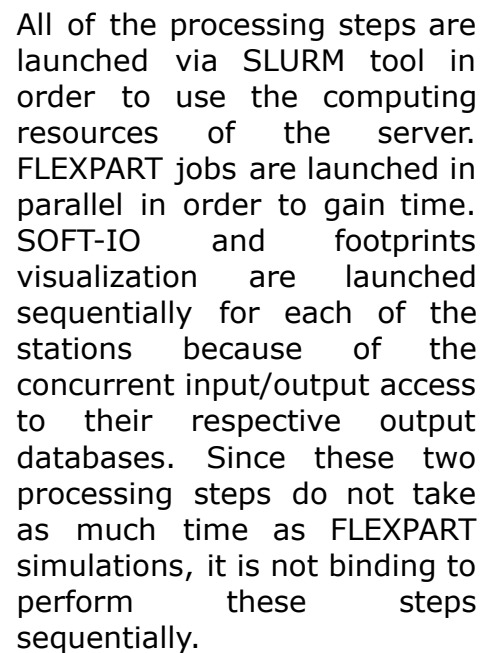 All of the processing steps are
launched via SLURM tool in
order to use the computing
resources of the server.
FLEXPART jobs are launched in
parallel in order to gain time.
SOFT-IO and footprints
visualization are launched
sequentially for each of the
stations because of the
concurrent input/output access
to their respective output
databases. Since these two
processing steps do not take
as much time as FLEXPART
simulations, it is not binding to
perform these steps
sequentially.